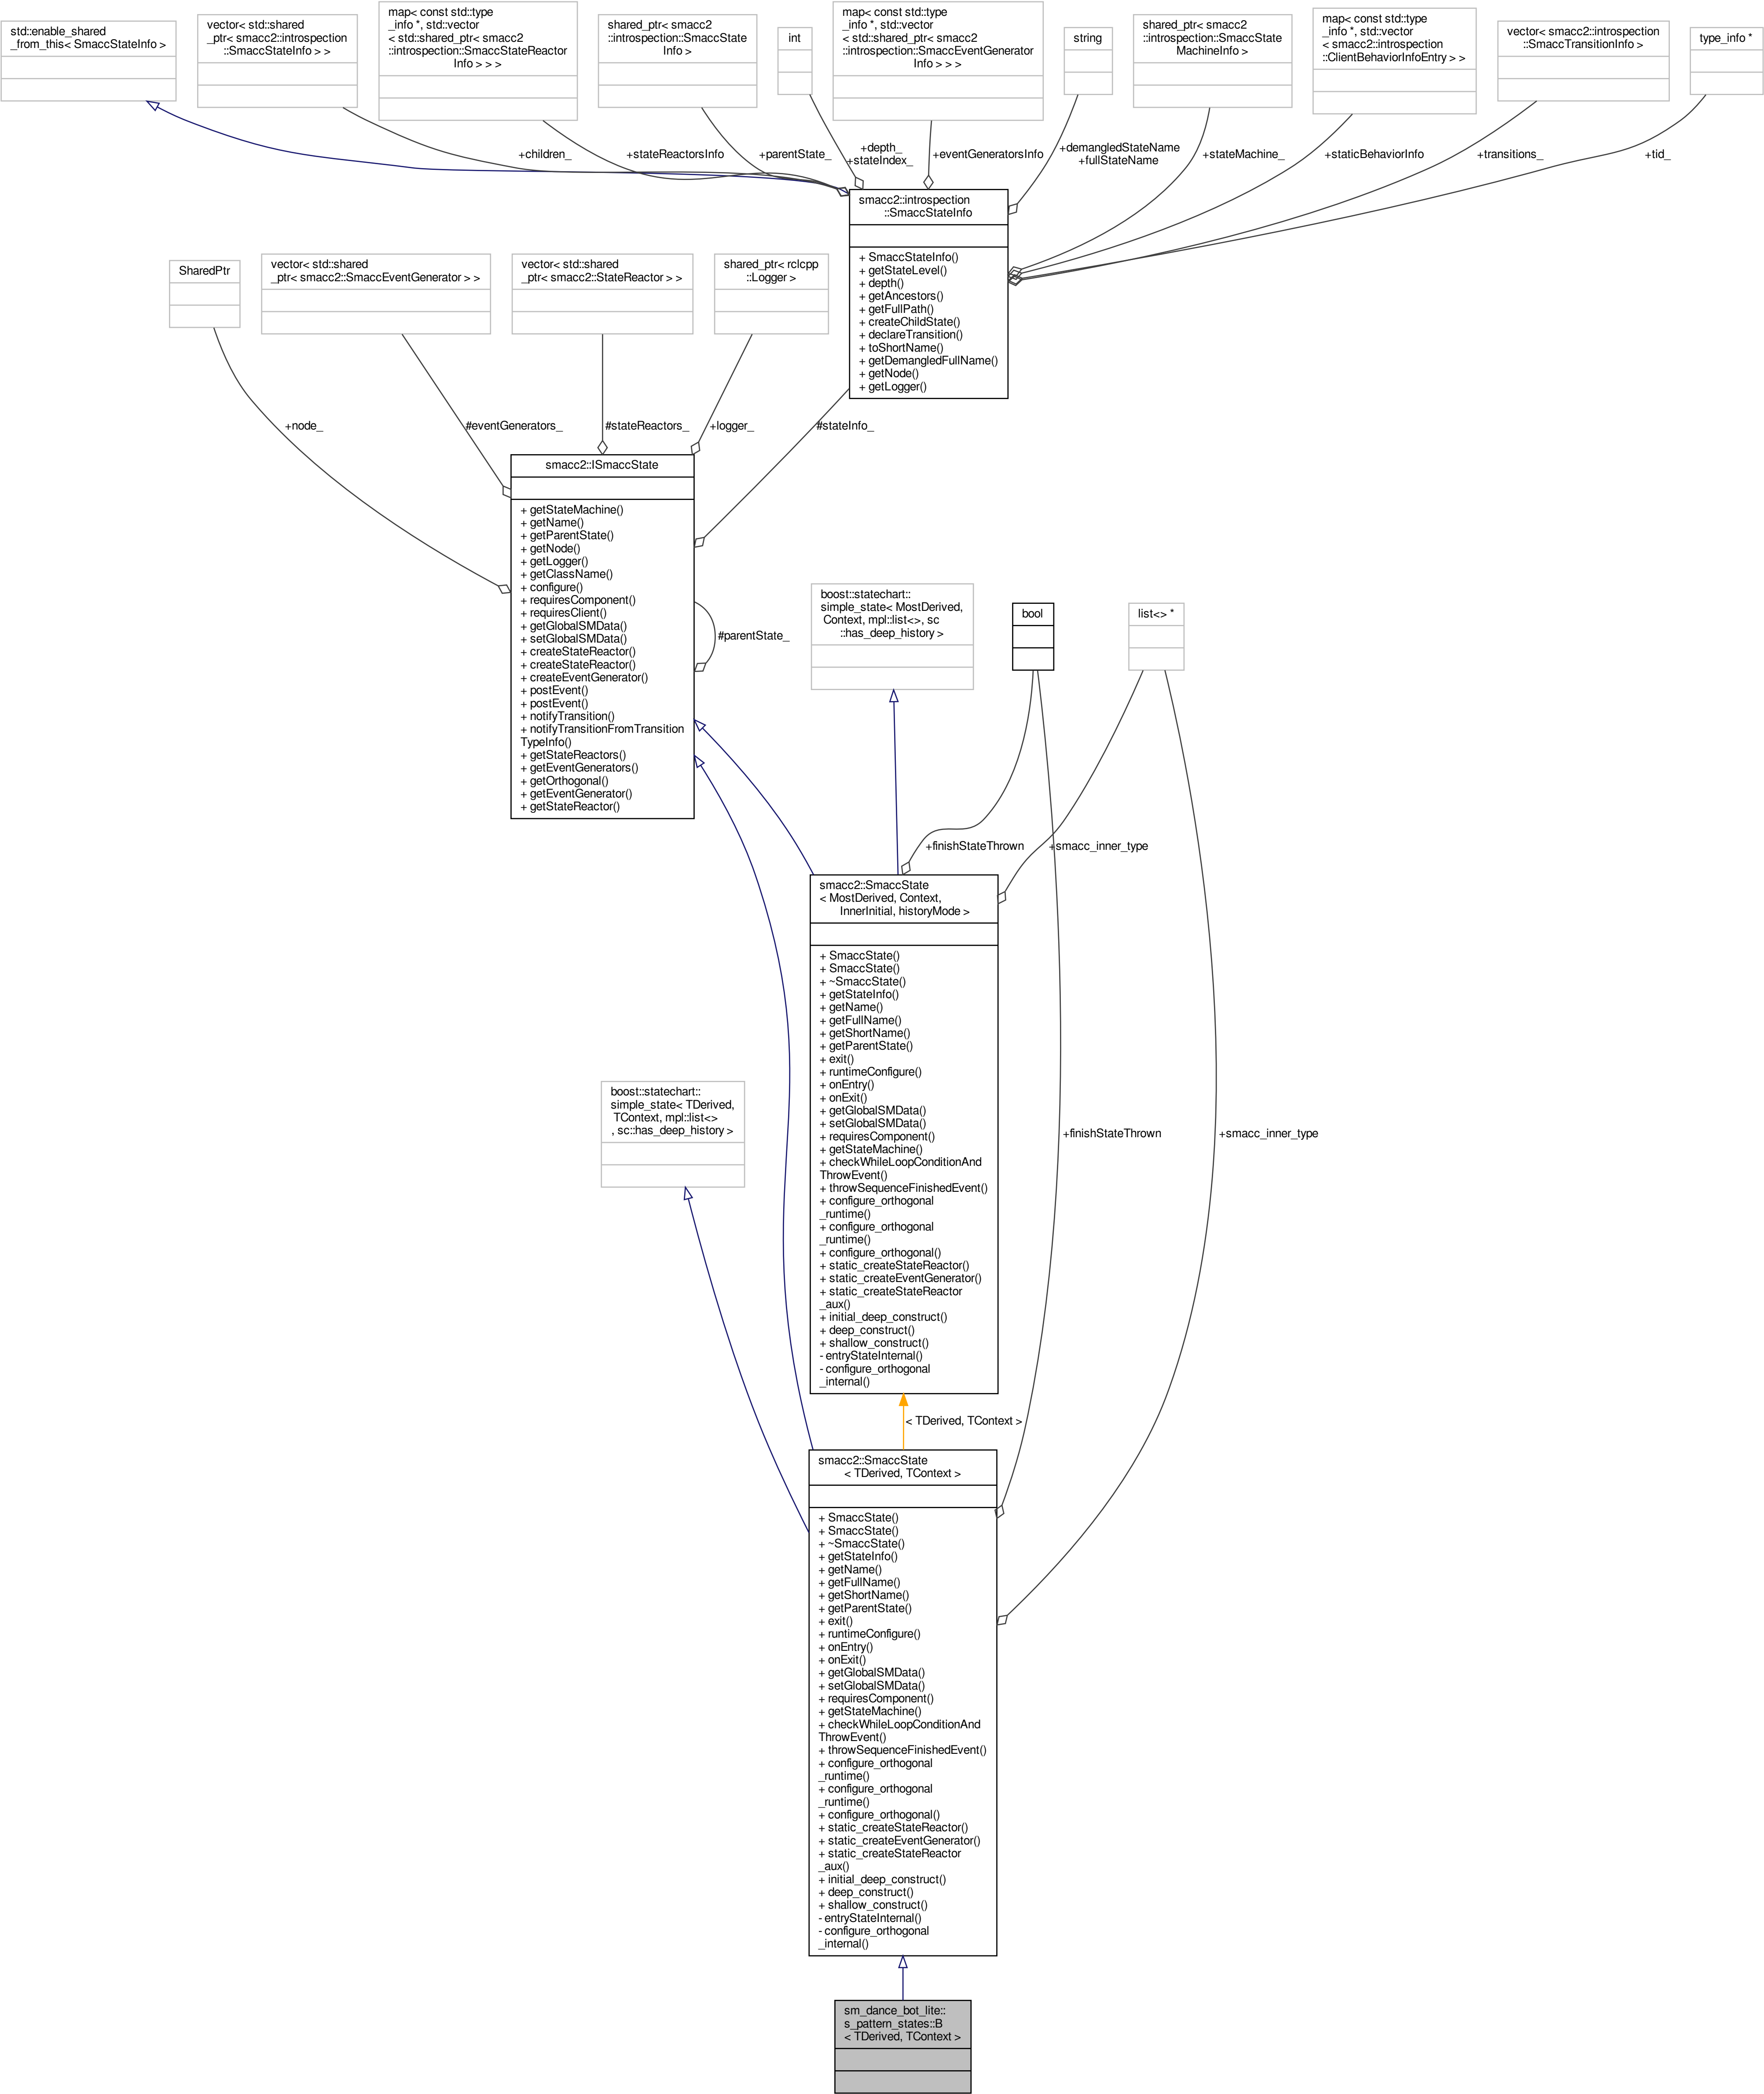 std::enable_shared
_from_this< SmaccStateInfo >
vector< std::shared
_ptr< smacc2::introspection
::SmaccStateInfo > >
map< const std::type
_info *, std::vector
< std::shared_ptr< smacc2
::introspection::SmaccStateReactor
Info > > >
shared_ptr< smacc2
::introspection::SmaccState
Info >
int
map< const std::type
_info *, std::vector
< std::shared_ptr< smacc2
::introspection::SmaccEventGenerator
Info > > >
string
shared_ptr< smacc2
::introspection::SmaccState
MachineInfo >
map< const std::type
_info *, std::vector
< smacc2::introspection
::ClientBehaviorInfoEntry > >
vector< smacc2::introspection
::SmaccTransitionInfo >
type_info *
+children_
+stateReactorsInfo
+parentState_
+depth_
+stateIndex_
+eventGeneratorsInfo
+demangledStateName
+fullStateName
+stateMachine_
+staticBehaviorInfo
+transitions_
+tid_
smacc2::introspection
::SmaccStateInfo
+ SmaccStateInfo()
+ getStateLevel()
+ depth()
+ getAncestors()
+ getFullPath()
+ createChildState()
+ declareTransition()
+ toShortName()
+ getDemangledFullName()
+ getNode()
+ getLogger()
SharedPtr
vector< std::shared
_ptr< smacc2::SmaccEventGenerator > >
vector< std::shared
_ptr< smacc2::StateReactor > >
shared_ptr< rclcpp
::Logger >
+node_
#eventGenerators_
#stateReactors_
+logger_
#stateInfo_
smacc2::ISmaccState
+ getStateMachine()
+ getName()
+ getParentState()
+ getNode()
+ getLogger()
+ getClassName()
+ configure()
+ requiresComponent()
+ requiresClient()
+ getGlobalSMData()
+ setGlobalSMData()
+ createStateReactor()
+ createStateReactor()
+ createEventGenerator()
+ postEvent()
+ postEvent()
+ notifyTransition()
+ notifyTransitionFromTransition
TypeInfo()
+ getStateReactors()
+ getEventGenerators()
+ getOrthogonal()
+ getEventGenerator()
+ getStateReactor()
#parentState_
boost::statechart::
simple_state< MostDerived,
Context, mpl::list<>, sc
::has_deep_history >
bool
list<> *
+finishStateThrown
+smacc_inner_type
smacc2::SmaccState
< MostDerived, Context,
InnerInitial, historyMode >
+ SmaccState()
+ SmaccState()
+ ~SmaccState()
+ getStateInfo()
+ getName()
+ getFullName()
+ getShortName()
+ getParentState()
+ exit()
+ runtimeConfigure()
+ onEntry()
+ onExit()
+ getGlobalSMData()
+ setGlobalSMData()
+ requiresComponent()
+ getStateMachine()
+ checkWhileLoopConditionAnd
ThrowEvent()
+ throwSequenceFinishedEvent()
+ configure_orthogonal
_runtime()
+ configure_orthogonal
_runtime()
+ configure_orthogonal()
+ static_createStateReactor()
+ static_createEventGenerator()
+ static_createStateReactor
_aux()
+ initial_deep_construct()
+ deep_construct()
+ shallow_construct()
- entryStateInternal()
- configure_orthogonal
_internal()
boost::statechart::
simple_state< TDerived,
TContext, mpl::list<>
, sc::has_deep_history >
+finishStateThrown
+smacc_inner_type
< TDerived, TContext >
smacc2::SmaccState
< TDerived, TContext >
+ SmaccState()
+ SmaccState()
+ ~SmaccState()
+ getStateInfo()
+ getName()
+ getFullName()
+ getShortName()
+ getParentState()
+ exit()
+ runtimeConfigure()
+ onEntry()
+ onExit()
+ getGlobalSMData()
+ setGlobalSMData()
+ requiresComponent()
+ getStateMachine()
+ checkWhileLoopConditionAnd
ThrowEvent()
+ throwSequenceFinishedEvent()
+ configure_orthogonal
_runtime()
+ configure_orthogonal
_runtime()
+ configure_orthogonal()
+ static_createStateReactor()
+ static_createEventGenerator()
+ static_createStateReactor
_aux()
+ initial_deep_construct()
+ deep_construct()
+ shallow_construct()
- entryStateInternal()
- configure_orthogonal
_internal()
sm_dance_bot_lite::
s_pattern_states::B
< TDerived, TContext >